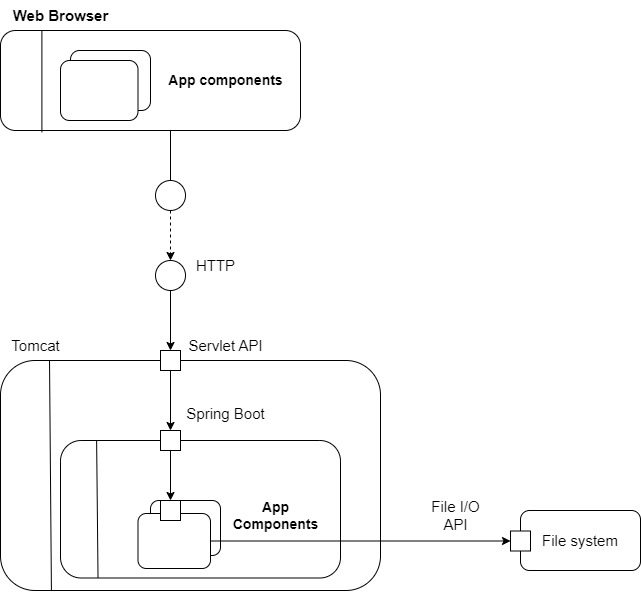 Web Browser
App components
HTTP
Tomcat
Servlet API
Spring Boot
App
Components
File I/O
API
File system